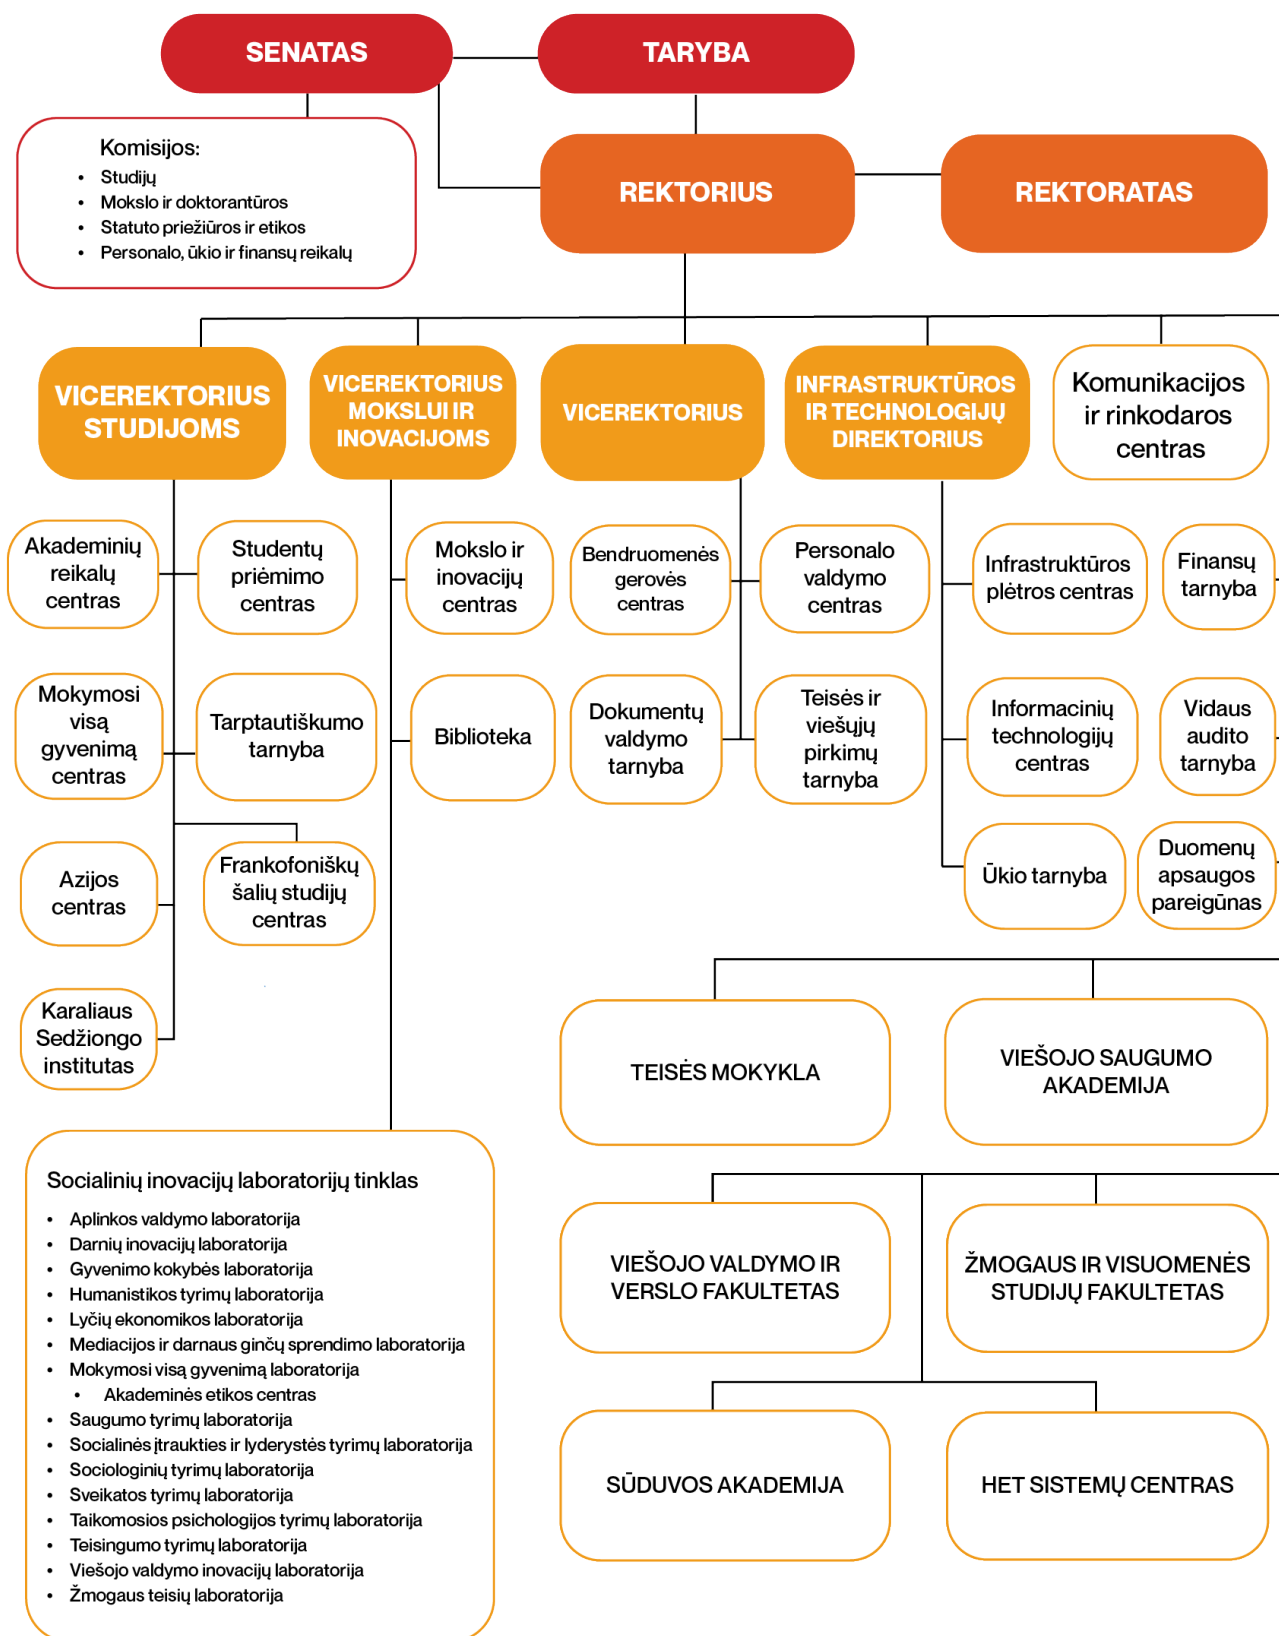 SENATAS
TARYBA
Komisijos:
• Studijų
• Mokslo ir doktorantūros
• Statuto priežiūros ir etikos
• Personalo, ūkio ir finansų reikalų
REKTORIUS
REKTORATAS
VICEREKTORIUS
STUDIJOMS
VICEREKTORIUS
MOKSLUI IR
INOVACIJOMS
VICEREKTORIUS
INFRASTRUKTŪROS
IR TECHNOLOGIJŲ
DIREKTORIUS
Komunikacijos
ir rinkodaros
centras
Akademinių
reikalų
centras
Studentų
priėmimo
centras
Mokslo ir
inovacijų
centras
Bendruomenės
gerovės
centras
Personalo
valdymo
centras
Infrastruktūros
plėtros centras
Finansų
tarnyba
Mokymosi
visą
gyvenimą
centras
Tarptautiškumo
tarnyba
Biblioteka
Dokumentų
valdymo
tarnyba
Teisės ir
viešųjų
pirkimų
tarnyba
Informacinių
technologijų
centras
Vidaus
audito
tarnyba
Azijos
centras
Frankofoniškų
šalių studijų
centras
Ūkio tarnyba
Duomenų
apsaugos
pareigūnas
Karaliaus
Sedžiongo
institutas
TEISĖS MOKYKLA
VIEŠOJO SAUGUMO
AKADEMIJA
Socialinių inovacijų laboratorijų tinklas
• Aplinkos valdymo laboratorija
• Darnių inovacijų laboratorija
• Gyvenimo kokybės laboratorija
• Humanistikos tyrimų laboratorija
• Lyčių ekonomikos laboratorija
• Mediacijos ir darnaus ginčų sprendimo laboratorija
• Mokymosi visą gyvenimą laboratorija
• Akademinės etikos centras
• Saugumo tyrimų laboratorija
• Socialinės įtraukties ir lyderystės tyrimų laboratorija
• Sociologinių tyrimų laboratorija
• Sveikatos tyrimų laboratorija
• Taikomosios psichologijos tyrimų laboratorija
• Teisingumo tyrimų laboratorija
• Viešojo valdymo inovacijų laboratorija
• Žmogaus teisių laboratorija
VIEŠOJO VALDYMO IR
VERSLO FAKULTETAS
ŽMOGAUS IR VISUOMENĖS
STUDIJŲ FAKULTETAS
SŪDUVOS AKADEMIJA
HET SISTEMŲ CENTRAS